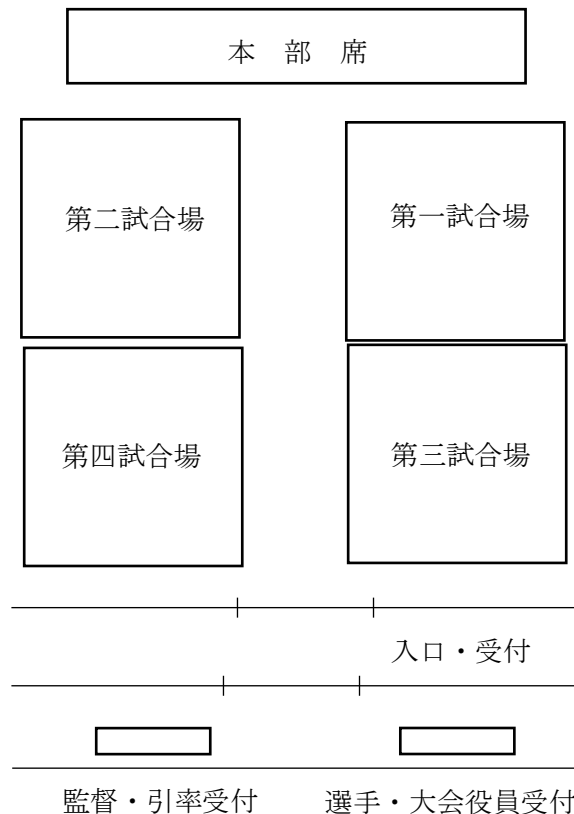 本 部 席
第二試合場
第一試合場
第四試合場
第三試合場
入口・受付
監督・引率受付
選手・大会役員受付